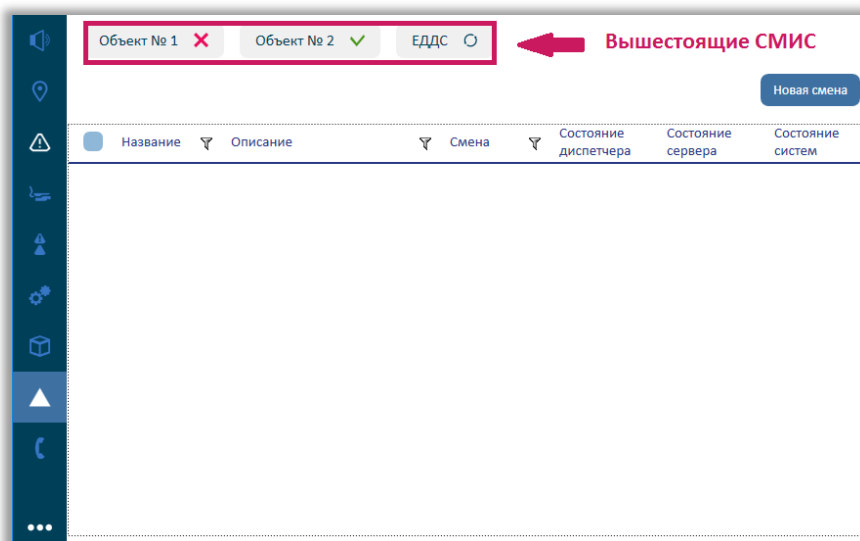 Объект № 1 Объект № 2 ЕДДС Вышестоящие СМИС
Новая смена
Название Описание Смена Состояние диспетчера Состояние сервера Состояние систем